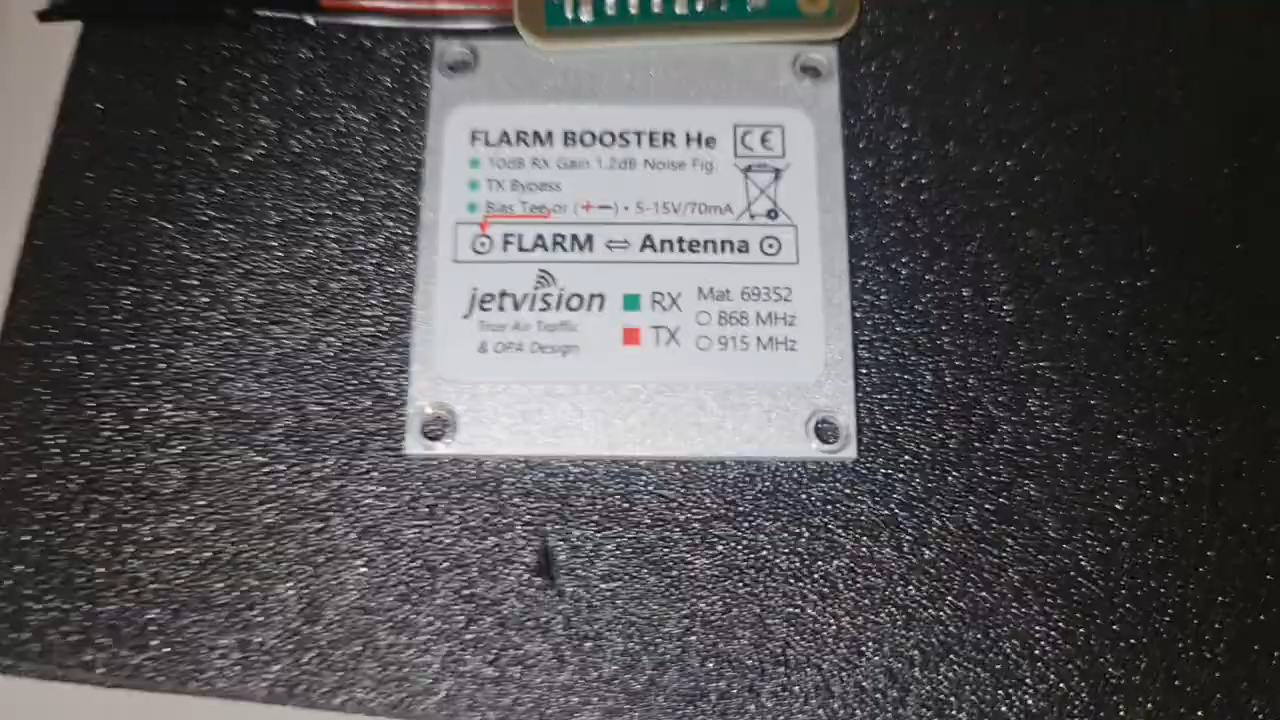 FLARM BOOSTER He CE
10dB RX Gain 1.2dB Noise Fig.
TX Bypass
Bias Tee or (+−) • 5-15V/70mA
FLARM ⇔ Antenna
jetvision
True Air Traffic
& OPA Design
RX
TX
Mat. 69352
868 MHz
915 MHz